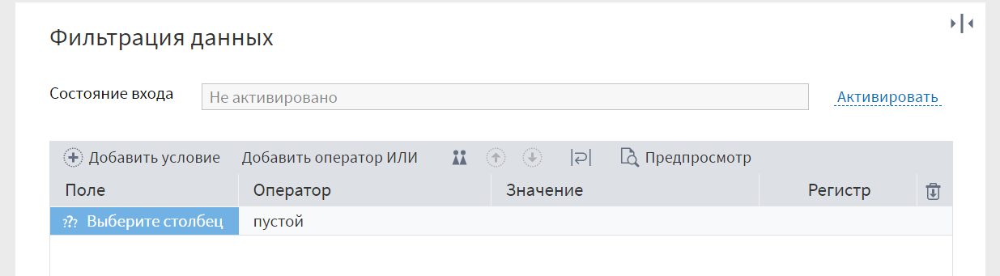 Фильтрация данных
Состояние входа Не активировано Активировать
Добавить условие Добавить оператор ИЛИ Предпросмотр
Поле Оператор Значение Регистр
??? Выберите столбец пустой